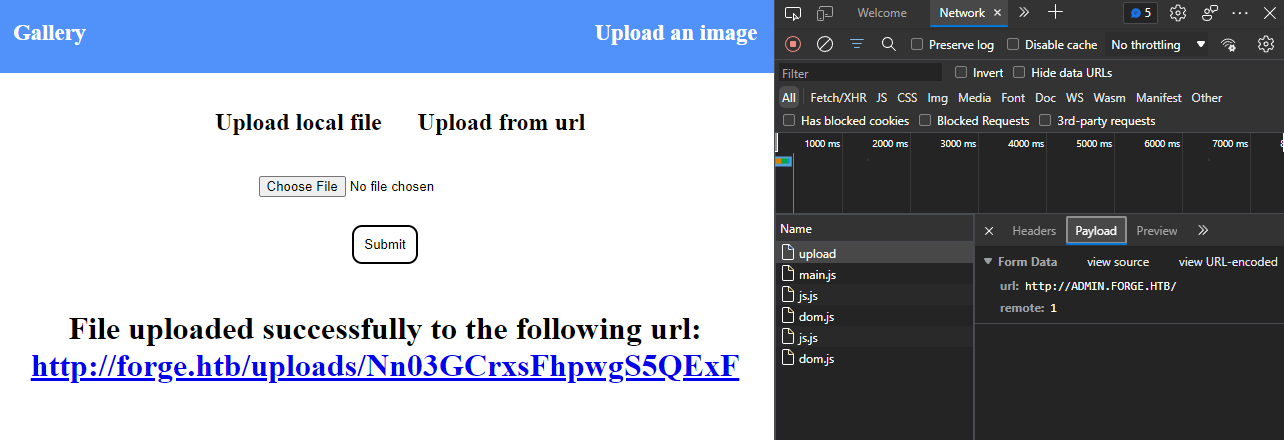 Gallery
Upload an image
Upload local file
Upload from url
Choose File No file chosen
Submit
File uploaded successfully to the following url:
http://forge.htb/uploads/Nn03GCrxsFhpwgS5QExF
Welcome
Network
5
Preserve log
Disable cache
No throttling
Filter
Invert
Hide data URLs
All Fetch/XHR JS CSS Img Media Font Doc WS Wasm Manifest Other
Has blocked cookies
Blocked Requests
3rd-party requests
1000 ms 2000 ms 3000 ms 4000 ms 5000 ms 6000 ms 7000 ms
Name
upload
main.js
js.js
dom.js
js.js
dom.js
Headers Payload Preview
Form Data view source view URL-encoded
url: http://ADMIN.FORGE.HTB/
remote: 1